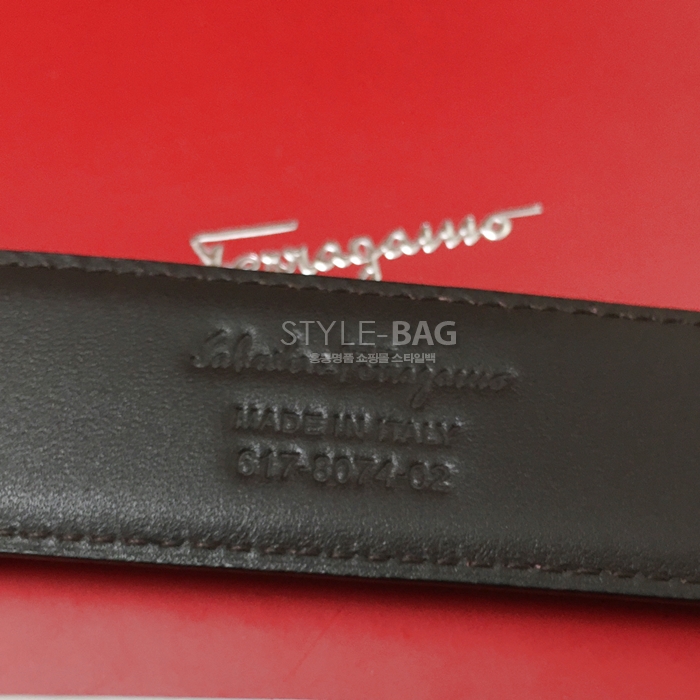 Ferragamo
STYLE-BAG
홍콩명품 쇼핑몰 스타일백
Salvatore Ferragamo
MADE IN ITALY
617-6074-02